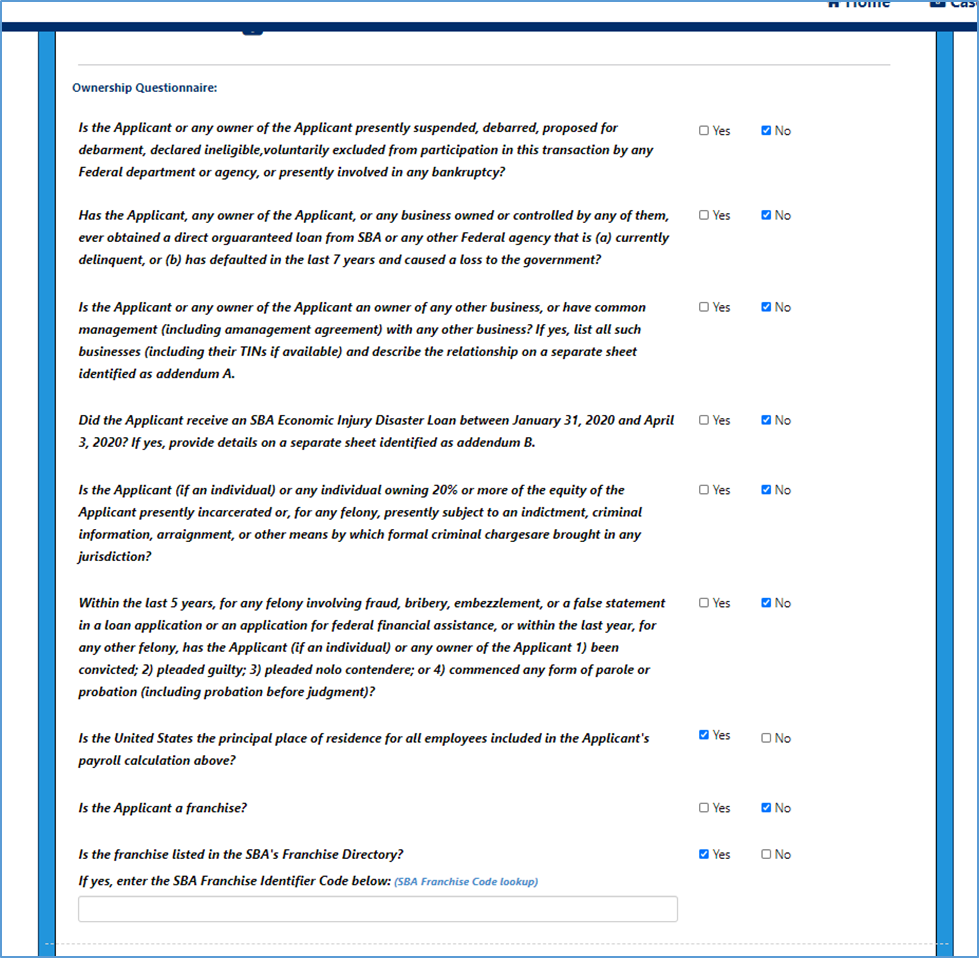 Home
Ownership Questionnaire:
Is the Applicant or any owner of the Applicant presently suspended, debarred, proposed for
Yes No
debarment, declared ineligible,voluntarily excluded from participation in this transaction by any
Federal department or agency, or presently involved in any bankruptcy?
Has the Applicant, any owner of the Applicant, or any business owned or controlled by any of them,
Yes No
ever obtained a direct orguaranteed loan from SBA or any other Federal agency that is (a) currently
delinquent, or (b) has defaulted in the last 7 years and caused a loss to the government?
Is the Applicant or any owner of the Applicant an owner of any other business, or have common
Yes No
management (including amanagement agreement) with any other business? If yes, list all such
businesses (including their TINs if available) and describe the relationship on a separate sheet
identified as addendum A.
Did the Applicant receive an SBA Economic Injury Disaster Loan between January 31, 2020 and April
Yes No
3, 2020? If yes, provide details on a separate sheet identified as addendum B.
Is the Applicant (if an individual) or any individual owning 20% or more of the equity of the
Yes No
Applicant presently incarcerated or, for any felony, presently subject to an indictment, criminal
information, arraignment, or other means by which formal criminal chargesare brought in any
jurisdiction?
Within the last 5 years, for any felony involving fraud, bribery, embezzlement, or a false statement
Yes No
in a loan application or an application for federal financial assistance, or within the last year, for
any other felony, has the Applicant (if an individual) or any owner of the Applicant 1) been
convicted; 2) pleaded guilty; 3) pleaded nolo contendere; or 4) commenced any form of parole or
probation (including probation before judgment)?
Is the United States the principal place of residence for all employees included in the Applicant's
Yes No
payroll calculation above?
Is the Applicant a franchise?
Yes No
Is the franchise listed in the SBA's Franchise Directory?
Yes No
If yes, enter the SBA Franchise Identifier Code below: (SBA Franchise Code lookup)